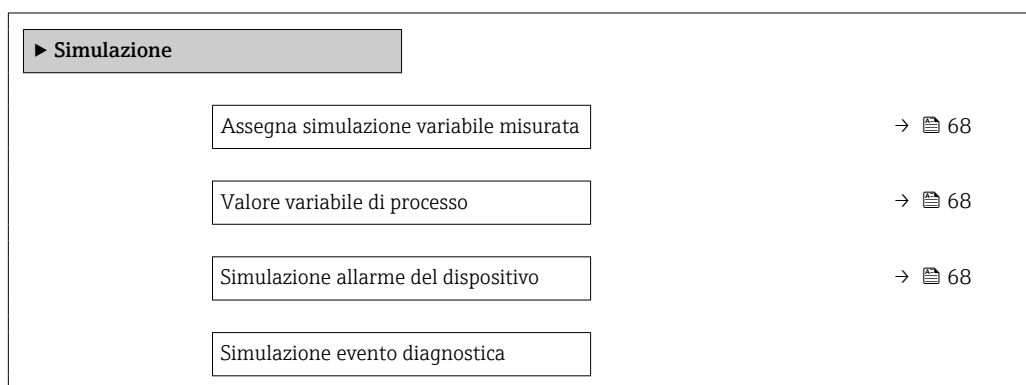 ▶ Simulazione
Assegna simulazione variabile misurata → 68
Valore variabile di processo → 68
Simulazione allarme del dispositivo → 68
Simulazione evento diagnostica